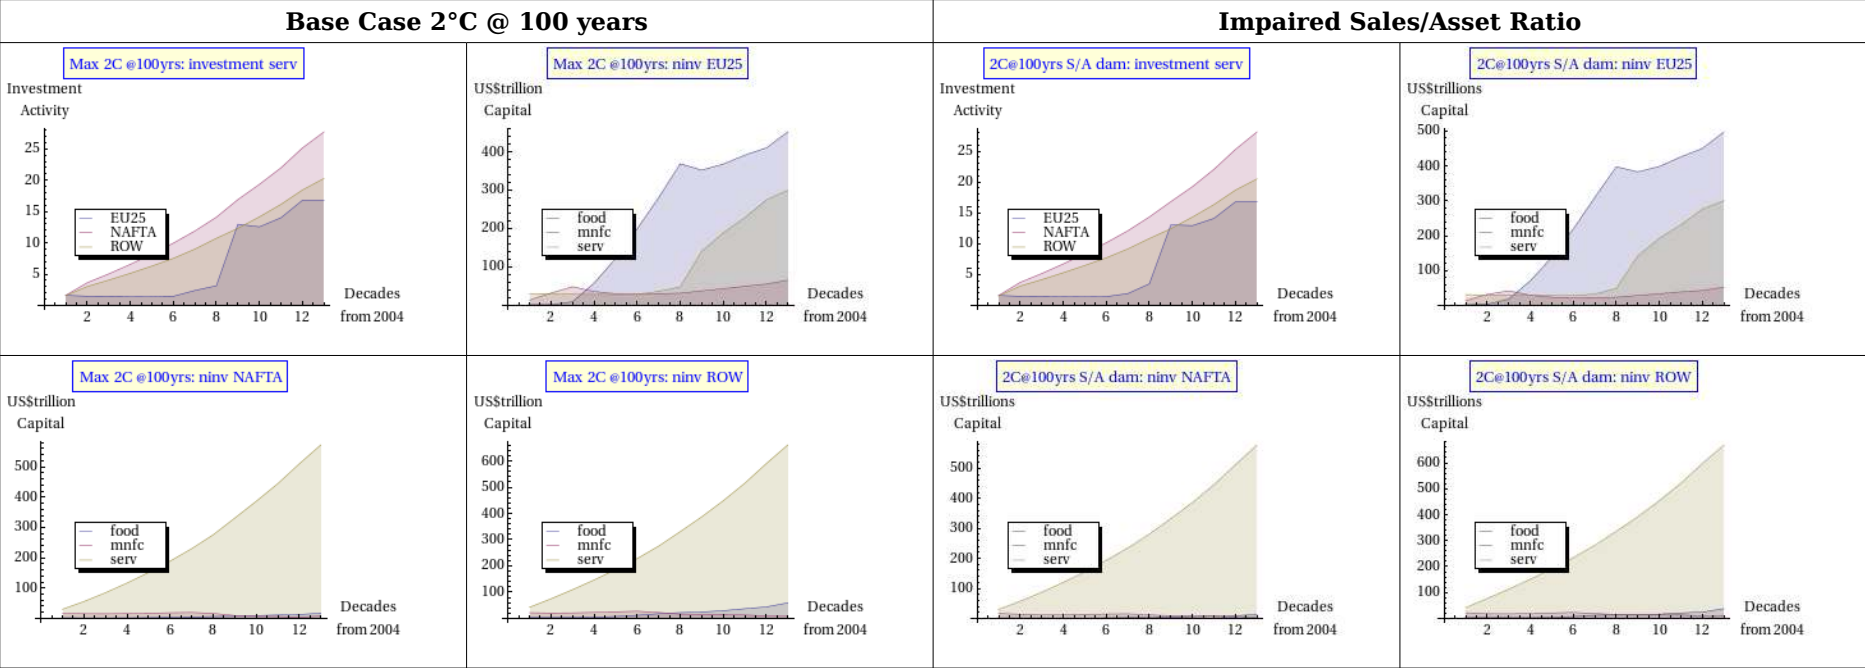 Base Case 2°C @ 100 years
Impaired Sales/Asset Ratio
Max 2C @100yrs: investment serv
Investment
Activity
25
20
15
10
5
EU25
NAFTA
ROW
2 4 6 8 10 12
Decades
from 2004
Max 2C @100yrs: ninv EU25
US$trillion
Capital
400
300
200
100
food
mnfc
serv
2 4 6 8 10 12
Decades
from 2004
2C@100yrs S/A dam: investment serv
Investment
Activity
25
20
15
10
5
EU25
NAFTA
ROW
2 4 6 8 10 12
Decades
from 2004
2C@100yrs S/A dam: ninv EU25
US$trillions
Capital
500
400
300
200
100
food
mnfc
serv
2 4 6 8 10 12
Decades
from 2004
Max 2C @100yrs: ninv NAFTA
US$trillion
Capital
500
400
300
200
100
food
mnfc
serv
2 4 6 8 10 12
Decades
from 2004
Max 2C @100yrs: ninv ROW
US$trillion
Capital
600
500
400
300
200
100
food
mnfc
serv
2 4 6 8 10 12
Decades
from 2004
2C@100yrs S/A dam: ninv NAFTA
US$trillions
Capital
500
400
300
200
100
food
mnfc
serv
2 4 6 8 10 12
Decades
from 2004
2C@100yrs S/A dam: ninv ROW
US$trillions
Capital
600
500
400
300
200
100
food
mnfc
serv
2 4 6 8 10 12
Decades
from 2004